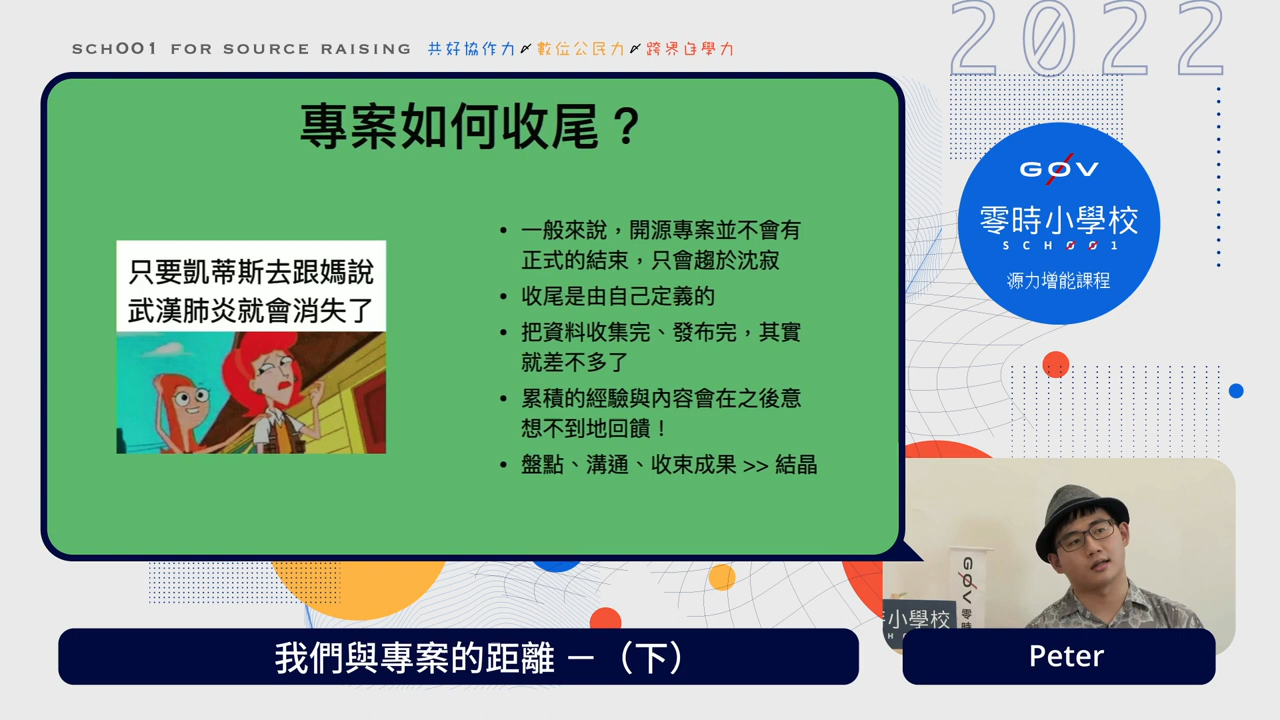 SCH001 FOR SOURCE RAISING 共好協作力 數位公民力 跨界自學力
2022
專案如何收尾？
只要凱蒂斯去跟媽說
武漢肺炎就會消失了
一般來說，開源專案並不會有
正式的結束，只會趨於沈寂
收尾是由自己定義的
把資料收集完、發布完，其實
就差不多了
累積的經驗與內容會在之後意
想不到地回饋！
盤點、溝通、收束成果 >> 結晶
G0V
零時小學校
SCH001
源力增能課程
G0V 零時
小學校
我們與專案的距離 －（下）
Peter